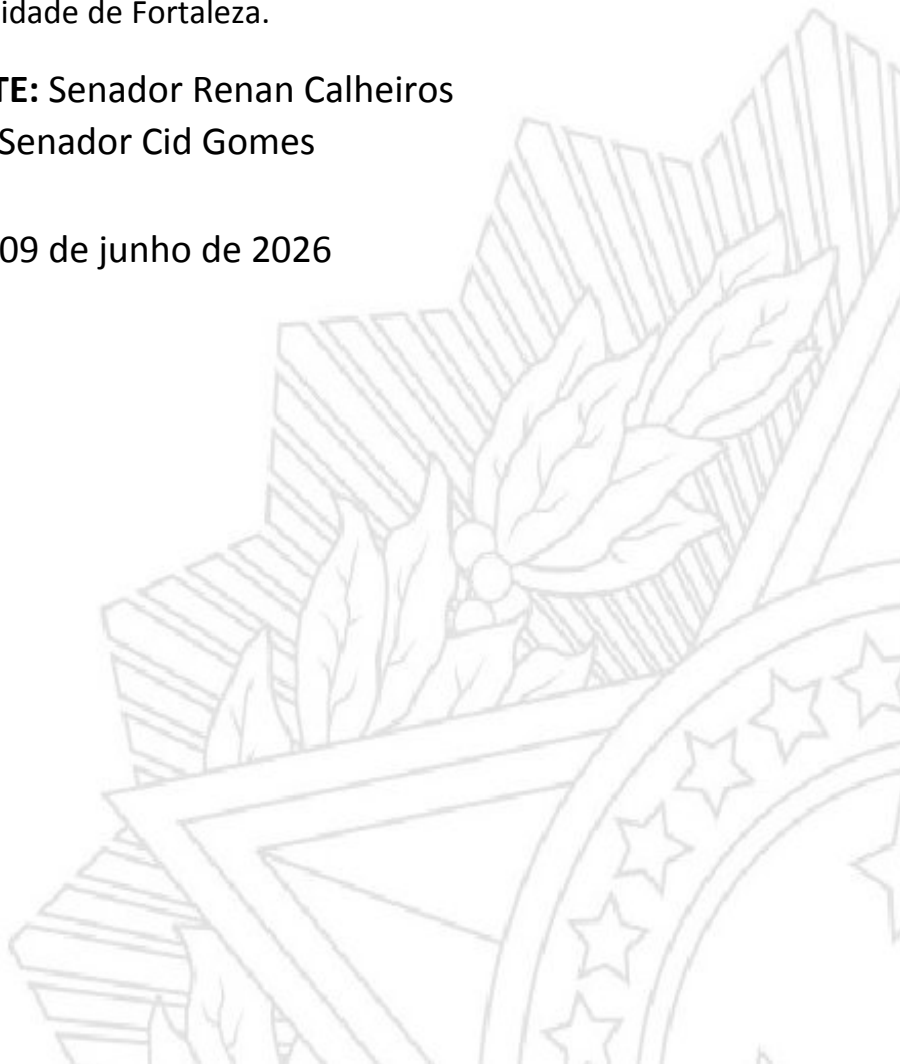 idade de Fortaleza.
TE: Senador Renan Calheiros
Senador Cid Gomes
09 de junho de 2026